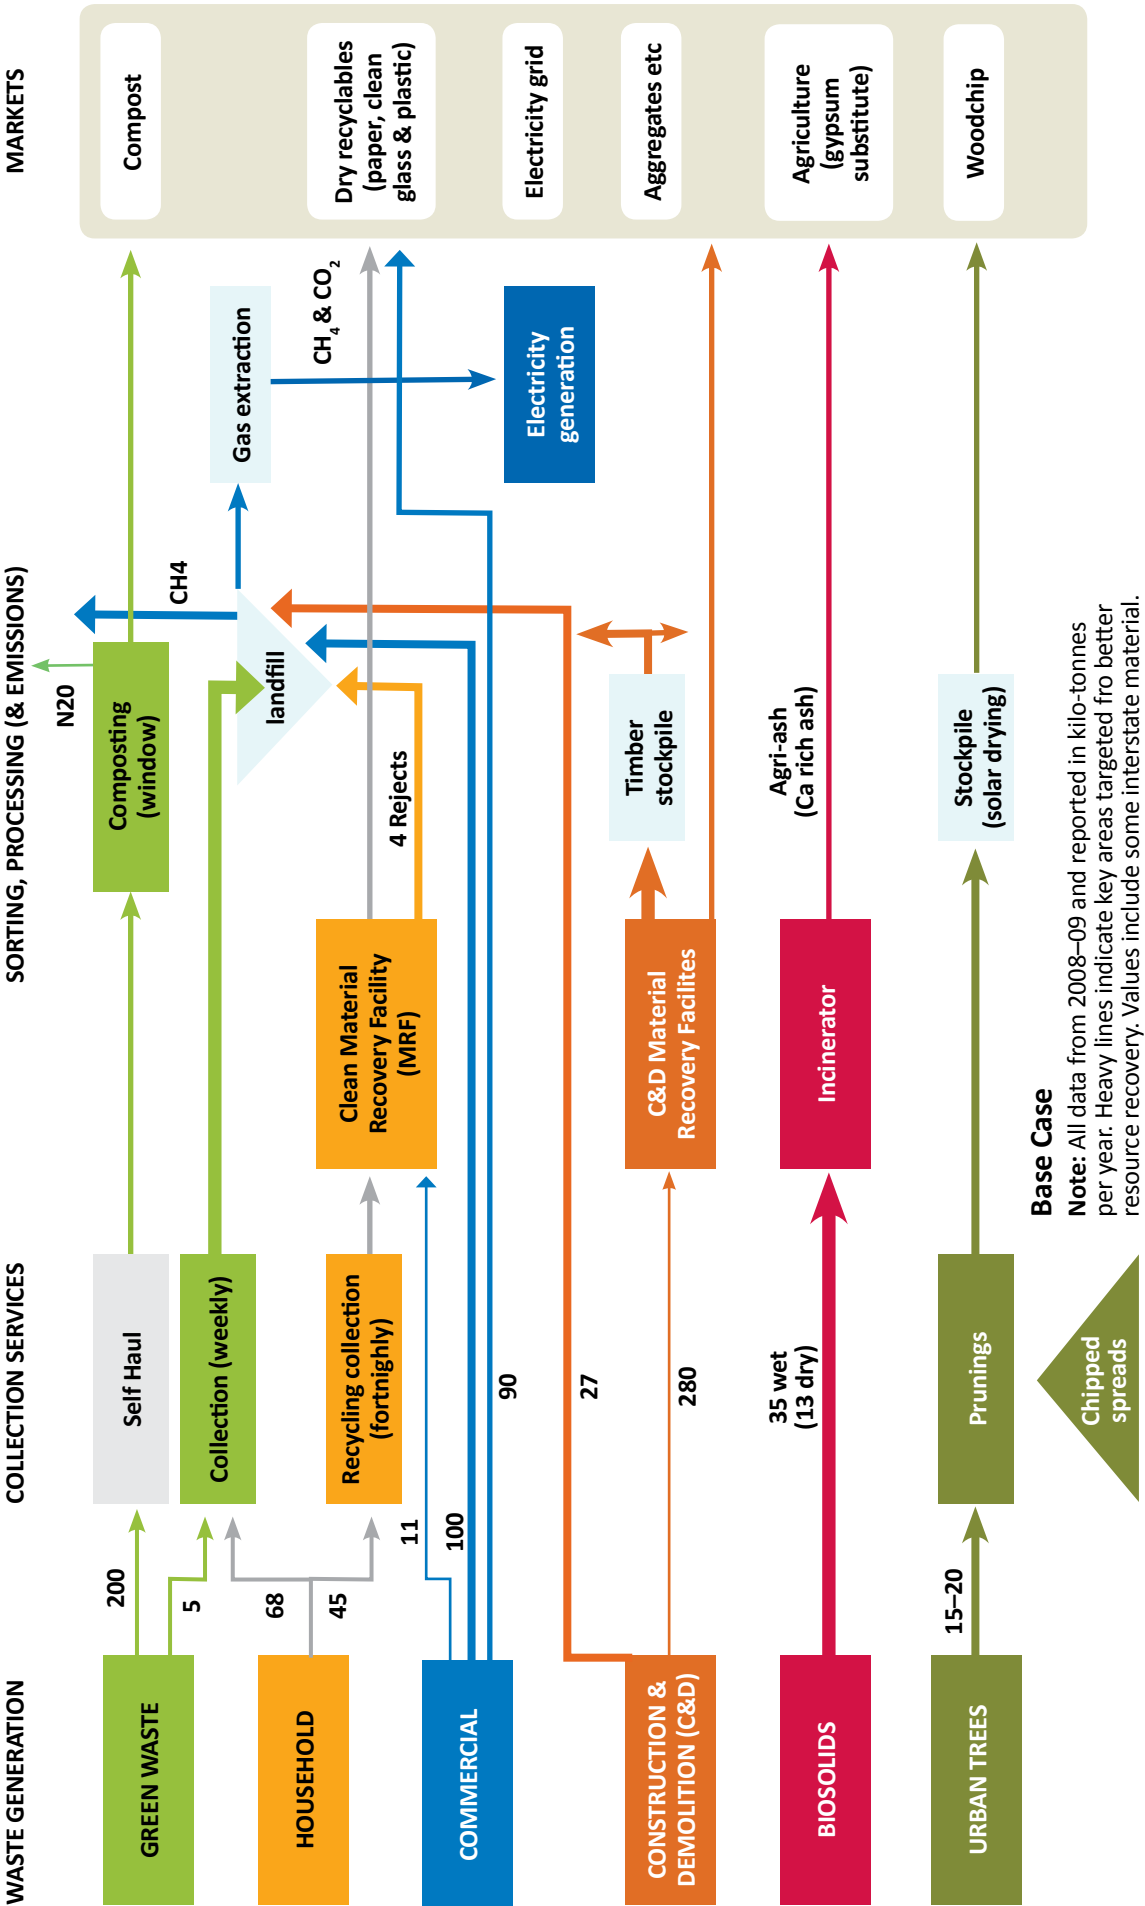 WASTE GENERATION
COLLECTION SERVICES
SORTING, PROCESSING (& EMISSIONS)
MARKETS
GREEN WASTE
200
5
Self Haul
Collection (weekly)
Composting
(window)
N20
CH4
Compost
HOUSEHOLD
68
45
Recycling collection
(fortnighly)
Clean Material
Recovery Facility
(MRF)
4 Rejects
landfill
Gas extraction
CH₄ & CO₂
Dry recyclables
(paper, clean
glass & plastic)
COMMERCIAL
11
100
90
Electricity
generation
Electricity grid
CONSTRUCTION &
DEMOLITION (C&D)
27
280
C&D Material
Recovery Facilites
Timber
stockpile
Aggregates etc
BIOSOLIDS
35 wet
(13 dry)
Incinerator
Agri-ash
(Ca rich ash)
Agriculture
(gypsum
substitute)
URBAN TREES
15–20
Prunings
Stockpile
(solar drying)
Woodchip
Chipped
spreads
Base Case
Note: All data from 2008–09 and reported in kilo-tonnes
per year. Heavy lines indicate key areas targeted fro better
resource recovery. Values include some interstate material.